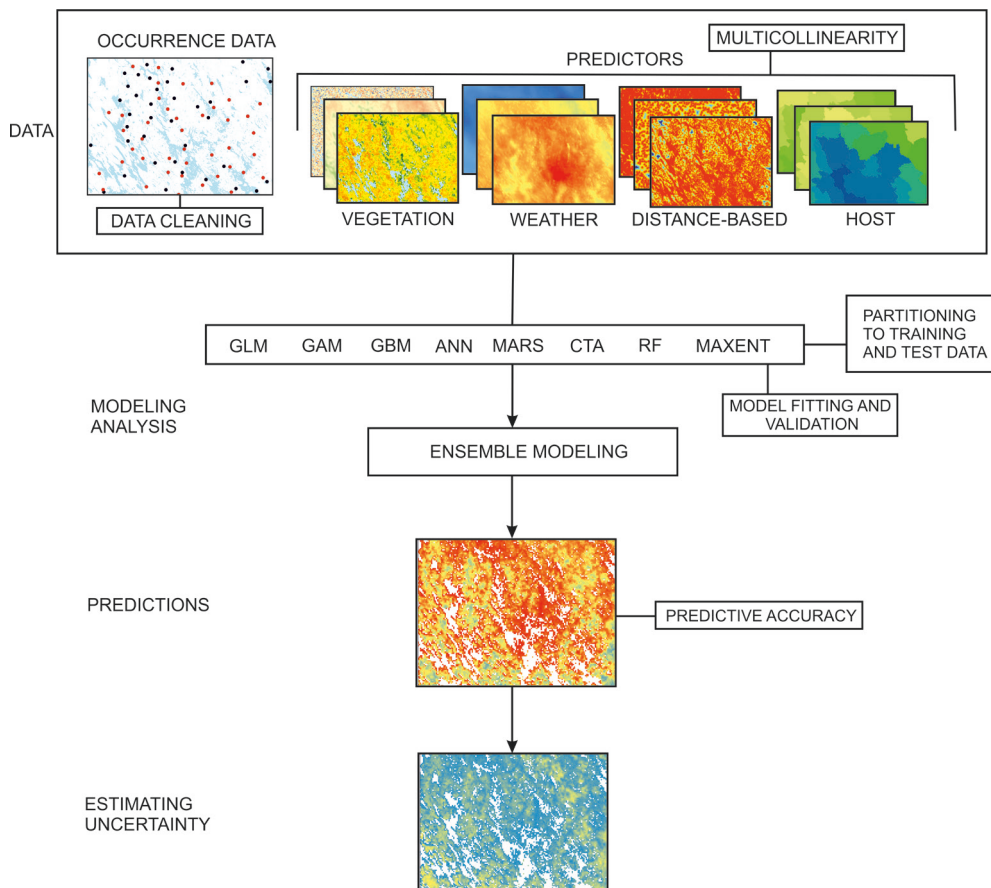 MULTICOLLINEARITY
OCCURRENCE DATA
PREDICTORS
DATA
DATA CLEANING
VEGETATION
WEATHER
DISTANCE-BASED
HOST
PARTITIONING
TO TRAINING
AND TEST DATA
GLM GAM GBM ANN MARS CTA RF MAXENT
MODELING
ANALYSIS
MODEL FITTING AND
VALIDATION
ENSEMBLE MODELING
PREDICTIONS
PREDICTIVE ACCURACY
ESTIMATING
UNCERTAINTY